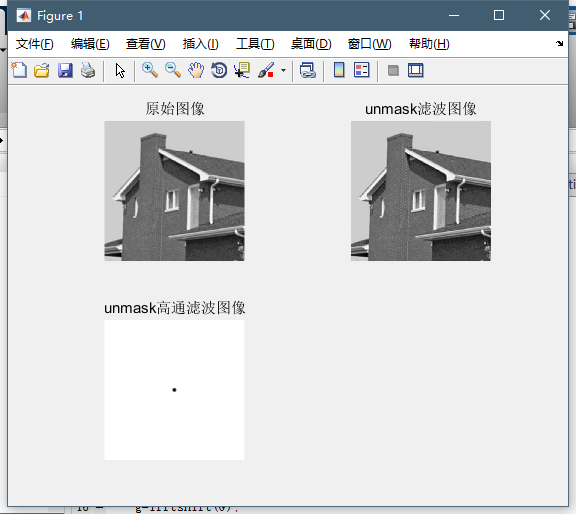 Figure 1
文件(F) 编辑(E) 查看(V) 插入(I) 工具(T) 桌面(D) 窗口(W) 帮助(H)
原始图像 unmask滤波图像
unmask高通滤波图像